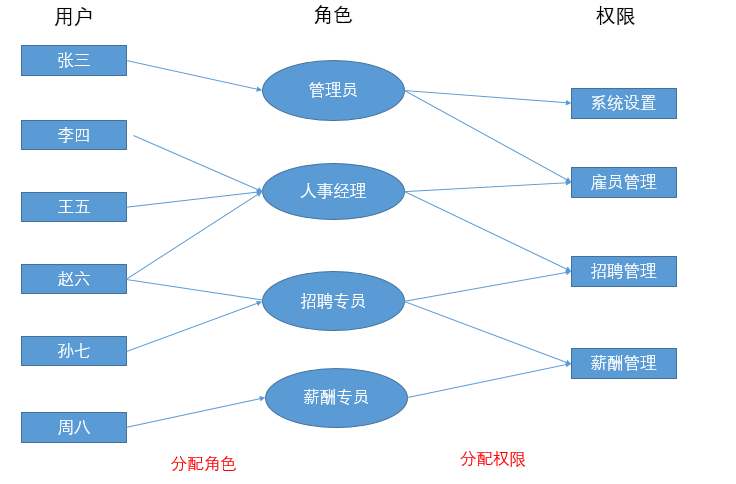 用户
角色
权限
张三
李四
王五
赵六
孙七
周八
管理员
人事经理
招聘专员
薪酬专员
系统设置
雇员管理
招聘管理
薪酬管理
分配角色
分配权限